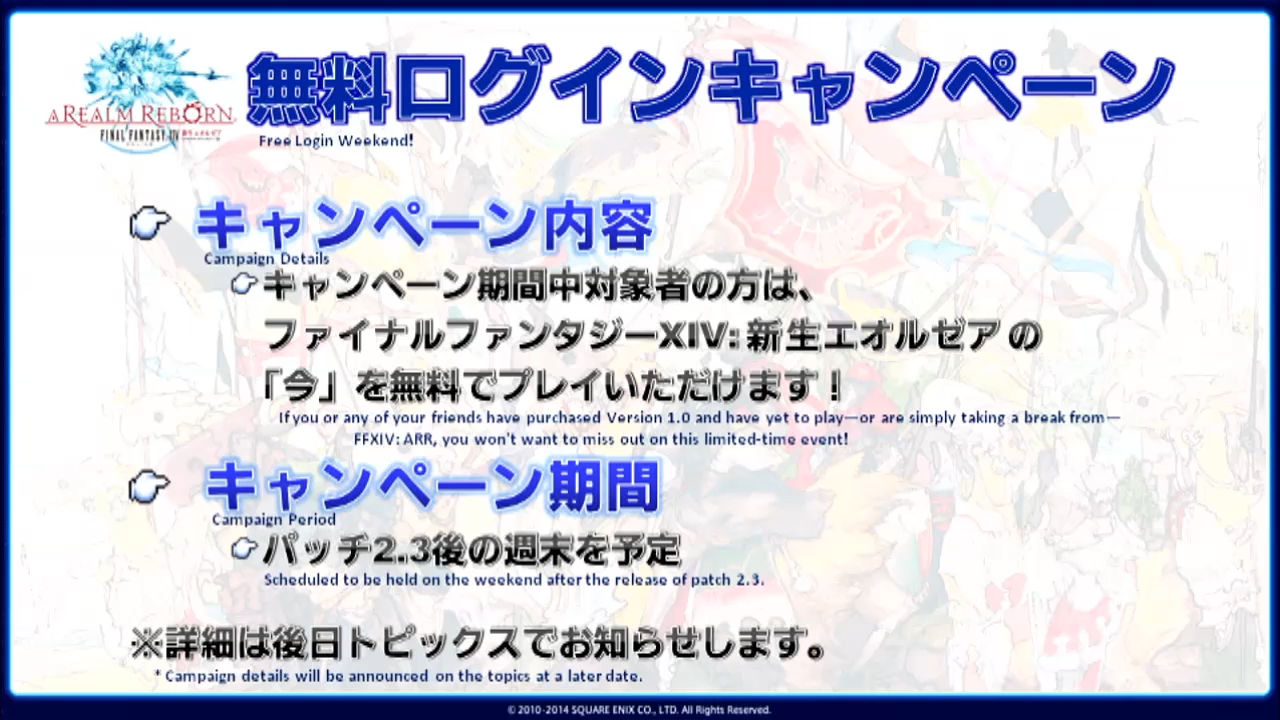 A REALM REBORN
FINAL FANTASY XIV
無料ログインキャンペーン
Free Login Weekend!
キャンペーン内容
Campaign Details
キャンペーン期間中対象者の方は、
ファイナルファンタジーXIV: 新生エオルゼア の
「今」を無料でプレイいただけます！
If you or any of your friends have purchased Version 1.0 and have yet to play—or are simply taking a break from—
FFXIV: ARR, you won't want to miss out on this limited-time event!
キャンペーン期間
Campaign Period
パッチ2.3後の週末を予定
Scheduled to be held on the weekend after the release of patch 2.3.
※詳細は後日トピックスでお知らせします。
* Campaign details will be announced on the topics at a later date.
© 2010-2014 SQUARE ENIX CO., LTD. All Rights Reserved.